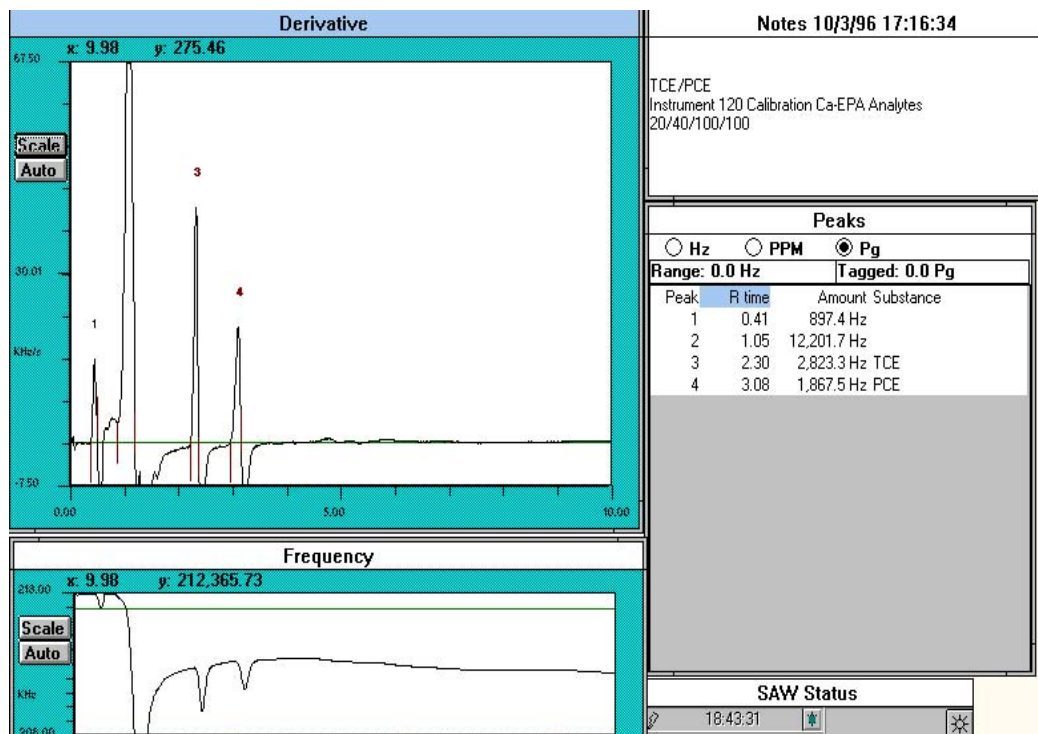 Derivative
x: 9.98 y: 275.46
67.50
Scale
Auto
1
3
4
30.01
KHz/s
-7.50
0.00 5.00 10.00
Frequency
x: 9.98 y: 212,365.73
213.00
Scale
Auto
KHz
208.00
Notes 10/3/96 17:16:34
TCE/PCE
Instrument 120 Calibration Ca-EPA Analytes
20/40/100/100
Peaks
Hz PPM Pg
Range: 0.0 Hz Tagged: 0.0 Pg
Peak R time Amount Substance
1 0.41 897.4 Hz
2 1.05 12,201.7 Hz
3 2.30 2,823.3 Hz TCE
4 3.08 1,867.5 Hz PCE
SAW Status
18:43:31